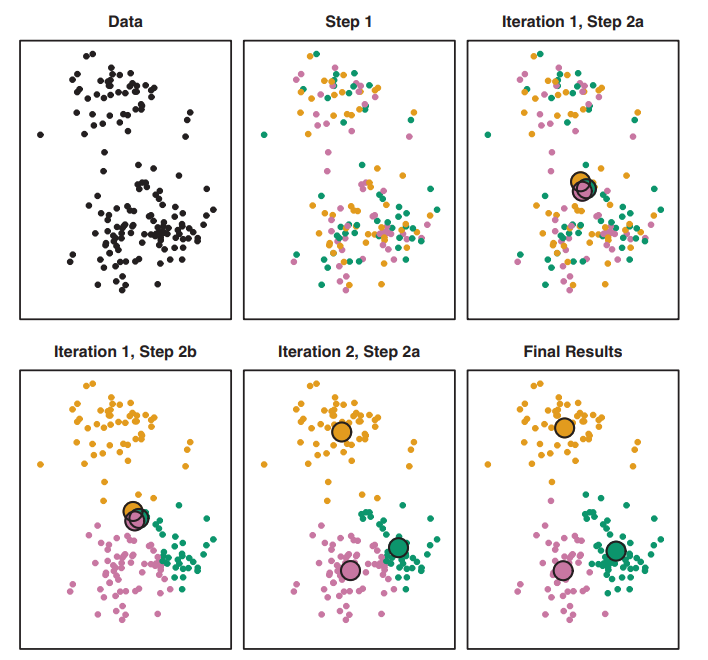 Data
Step 1
Iteration 1, Step 2a
Iteration 1, Step 2b
Iteration 2, Step 2a
Final Results